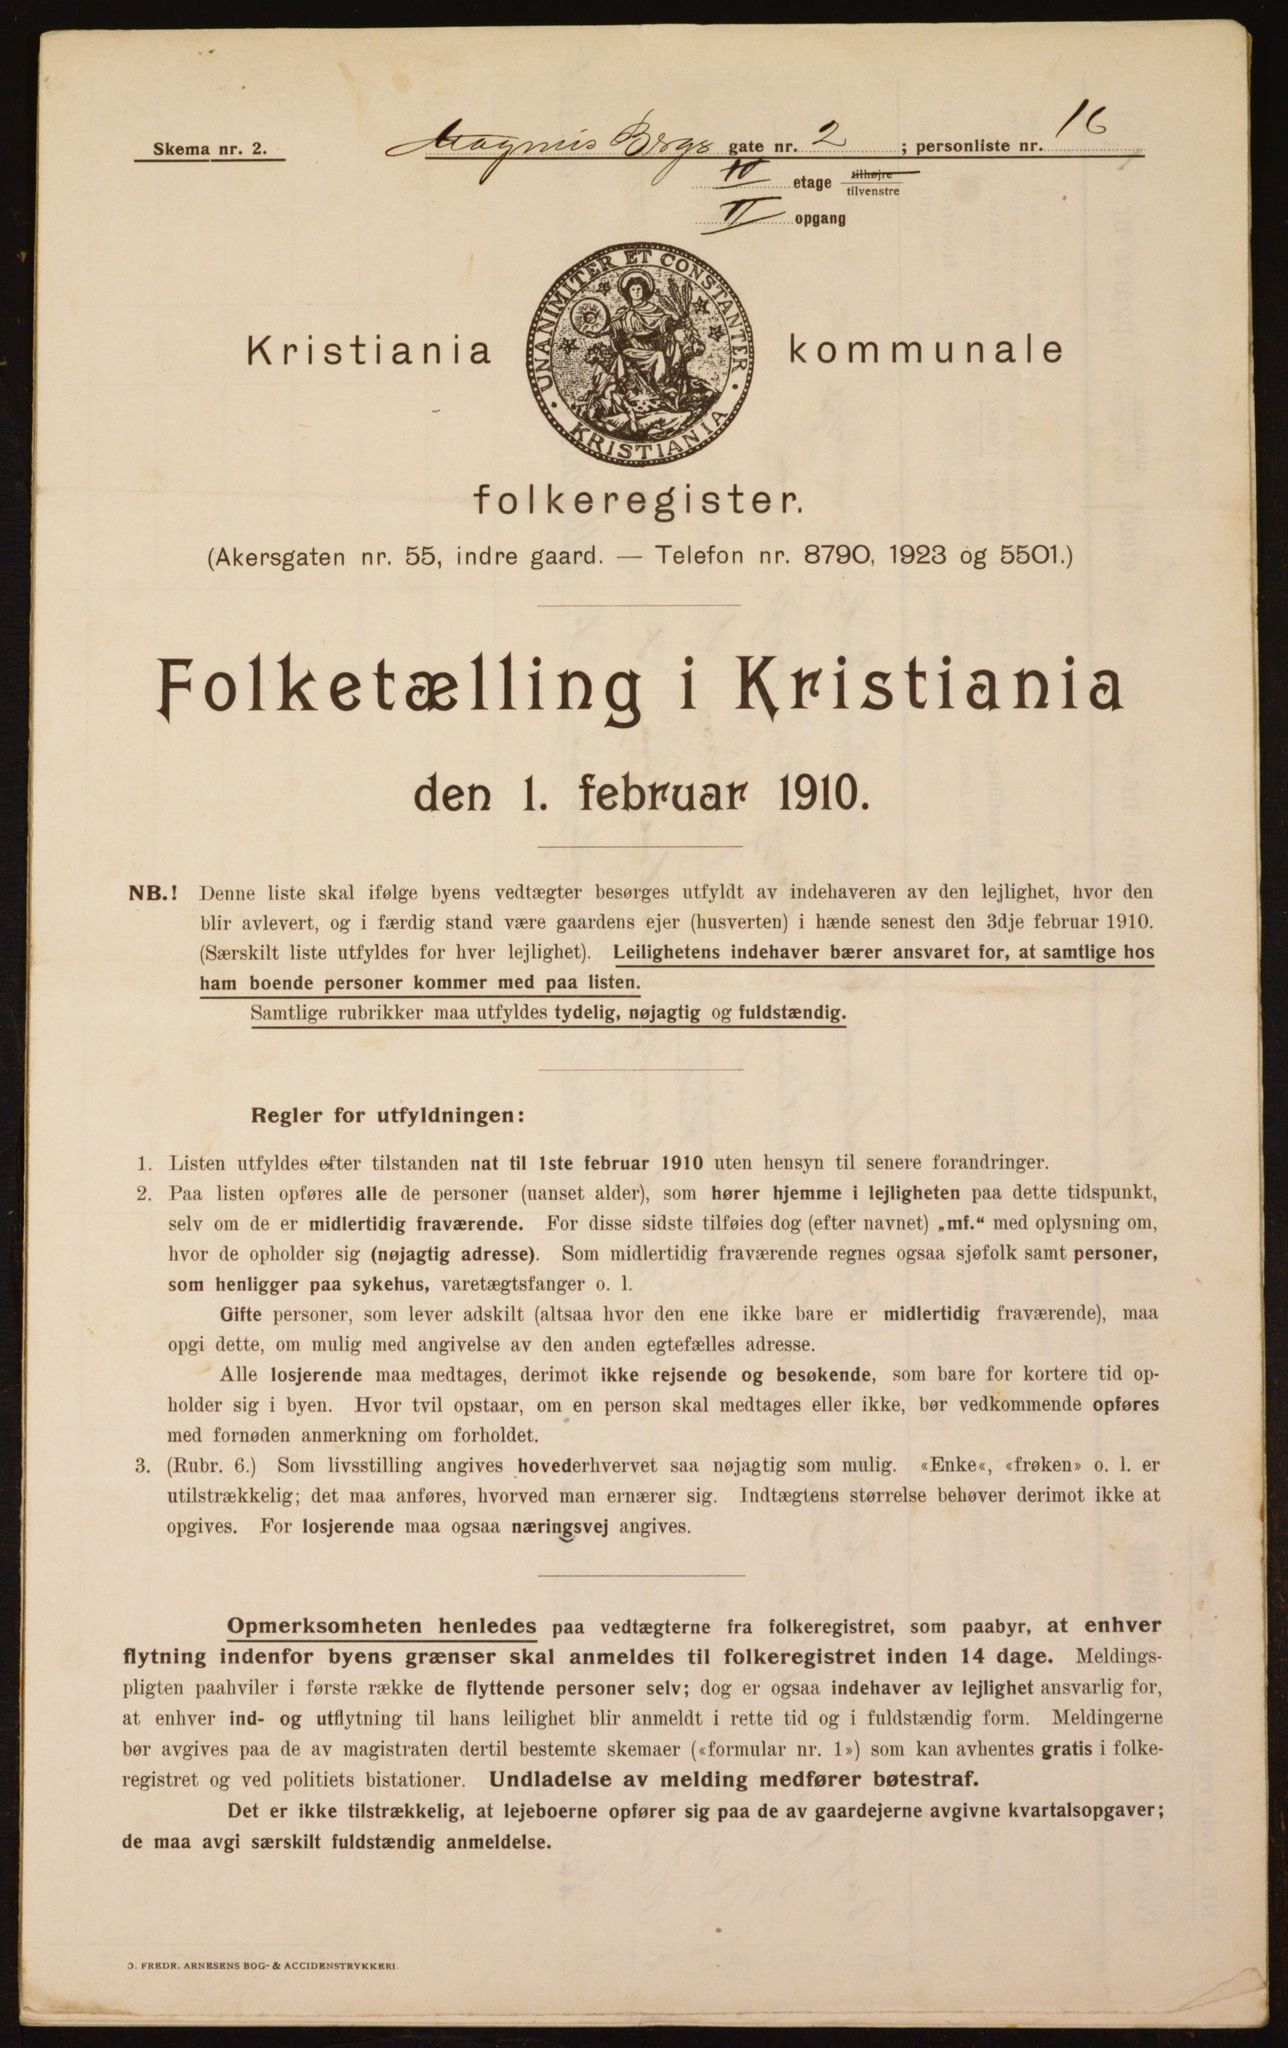 Skema nr. 2.
Magnus Bergs gate nr. 2 ; personliste nr. 16
IV etage tilhøjre
tilvenstre
II opgang
UNANIMITER ET CONSTANTER
KRISTIANIA
Kristiania kommunale
folkeregister.
(Akersgaten nr. 55, indre gaard. — Telefon nr. 8790, 1923 og 5501.)
Folketælling i Kristiania
den 1. februar 1910.
NB.! Denne liste skal ifølge byens vedtægter besørges utfyldt av indehaveren av den lejlighet, hvor den
blir avlevert, og i færdig stand være gaardens ejer (husverten) i hænde senest den 3dje februar 1910.
(Særskilt liste utfyldes for hver lejlighet). Leilighetens indehaver bærer ansvaret for, at samtlige hos
ham boende personer kommer med paa listen.
Samtlige rubrikker maa utfyldes tydelig, nøjagtig og fuldstændig.
Regler for utfyldningen:
1. Listen utfyldes efter tilstanden nat til 1ste februar 1910 uten hensyn til senere forandringer.
2. Paa listen opføres alle de personer (uanset alder), som hører hjemme i lejligheten paa dette tidspunkt,
selv om de er midlertidig fraværende. For disse sidste tilføies dog (efter navnet) „mf.“ med oplysning om,
hvor de opholder sig (nøjagtig adresse). Som midlertidig fraværende regnes ogsaa sjøfolk samt personer,
som henligger paa sykehus, varetægtsfanger o. l.
Gifte personer, som lever adskilt (altsaa hvor den ene ikke bare er midlertidig fraværende), maa
opgi dette, om mulig med angivelse av den anden egtefælles adresse.
Alle losjerende maa medtages, derimot ikke rejsende og besøkende, som bare for kortere tid op-
holder sig i byen. Hvor tvil opstaar, om en person skal medtages eller ikke, bør vedkommende opføres
med fornøden anmerkning om forholdet.
3. (Rubr. 6.) Som livsstilling angives hovederhvervet saa nøjagtig som mulig. «Enke«, «frøken» o. l. er
utilstrækkelig; det maa anføres, hvorved man ernærer sig. Indtægtens størrelse behøver derimot ikke at
opgives. For losjerende maa ogsaa næringsvej angives.
Opmerksomheten henledes paa vedtægterne fra folkeregistret, som paabyr, at enhver
flytning indenfor byens grænser skal anmeldes til folkeregistret inden 14 dage. Meldings-
pligten paahviler i første række de flyttende personer selv; dog er ogsaa indehaver av lejlighet ansvarlig for,
at enhver ind- og utflytning til hans leilighet blir anmeldt i rette tid og i fuldstændig form. Meldingerne
bør avgives paa de av magistraten dertil bestemte skemaer («formular nr. 1») som kan avhentes gratis i folke-
registret og ved politiets bistationer. Undladelse av melding medfører bøtestraf.
Det er ikke tilstrækkelig, at lejeboerne opfører sig paa de av gaardejerne avgivne kvartalsopgaver;
de maa avgi særskilt fuldstændig anmeldelse.
O. FREDR. ARNESENS BOG- & ACCIDENSTRYKKERI.